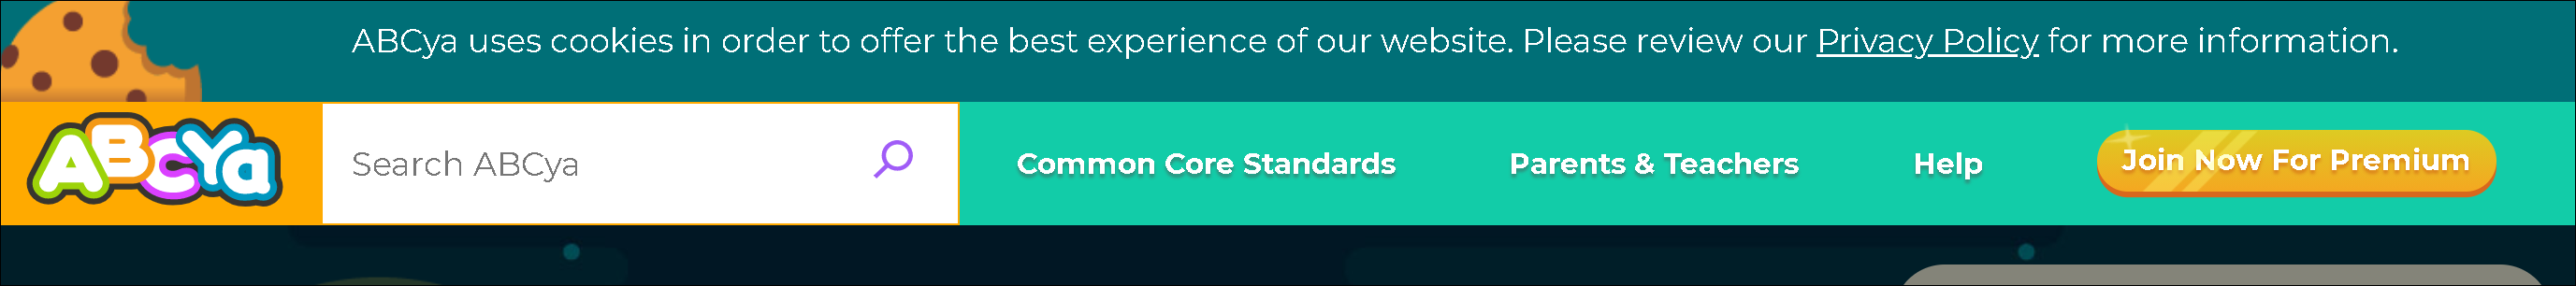 ABCya uses cookies in order to offer the best experience of our website. Please review our Privacy Policy for more information.
ABCya
Search ABCya
Common Core Standards
Parents & Teachers
Help
Join Now For Premium